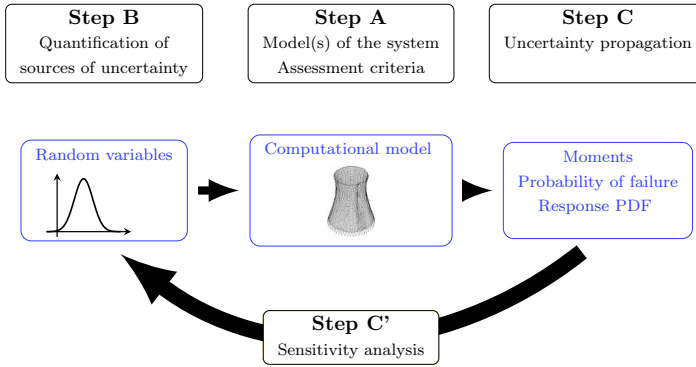 Step B
Quantification of
sources of uncertainty
Step A
Model(s) of the system
Assessment criteria
Step C
Uncertainty propagation
Random variables
Computational model
Moments
Probability of failure
Response PDF
Step C'
Sensitivity analysis